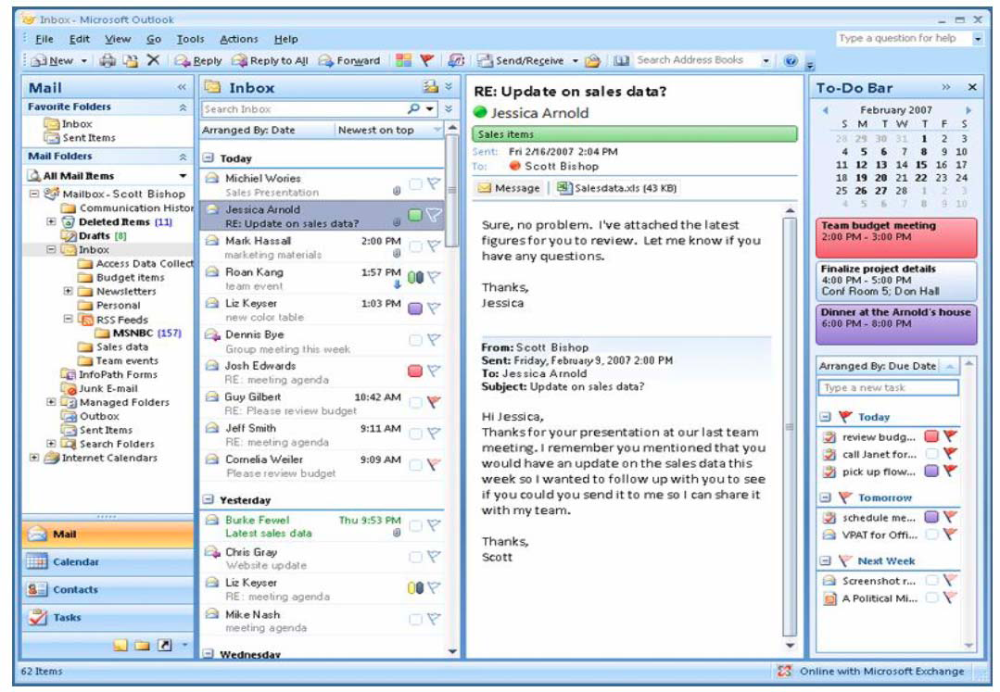 Inbox - Microsoft Outlook
File Edit View Go Tools Actions Help
Type a question for help
New Reply Reply to All Forward Send/Receive Search Address Books
Mail «
Favorite Folders
Inbox
Sent Items
Mail Folders
All Mail Items
Mailbox - Scott Bishop
Communication Histor
Deleted Items (11)
Drafts [8]
Inbox
Access Data Collect
Budget items
Newsletters
Personal
RSS Feeds
MSNBC (157)
Sales data
Team events
InfoPath Forms
Junk E-mail
Managed Folders
Outbox
Sent Items
Search Folders
Internet Calendars
Mail
Calendar
Contacts
Tasks
Inbox
Search Inbox
Arranged By: Date Newest on top
Today
Michiel Wories
Sales Presentation
Jessica Arnold
RE: Update on sales data?
Mark Hassall 2:00 PM
marketing materials
Roan Kang 1:57 PM
team event
Liz Keyser 1:03 PM
new color table
Dennis Bye
Group meeting this week
Josh Edwards
RE: meeting agenda
Guy Gilbert 10:42 AM
RE: Please review budget
Jeff Smith 9:11 AM
RE: meeting agenda
Cornelia Weiler 9:09 AM
Please review budget
Yesterday
Burke Fewel Thu 9:53 PM
Latest sales data
Chris Gray
Website update
Liz Keyser
RE: meeting agenda
Mike Nash
meeting agenda
Wednesday
RE: Update on sales data?
Jessica Arnold
Sales items
Sent: Fri 2/16/2007 2:04 PM
To: Scott Bishop
Message Salesdata.xls (43 KB)
Sure, no problem. I've attached the latest
figures for you to review. Let me know if you
have any questions.
Thanks,
Jessica
From: Scott Bishop
Sent: Friday, February 9, 2007 2:00 PM
To: Jessica Arnold
Subject: Update on sales data?
Hi Jessica,
Thanks for your presentation at our last team
meeting. I remember you mentioned that you
would have an update on the sales data this
week so I wanted to follow up with you to see
if you could you send it to me so I can share it
with my team.
Thanks,
Scott
To-Do Bar »
February 2007
S M T W T F S
28 29 30 31 1 2 3
4 5 6 7 8 9 10
11 12 13 14 15 16 17
18 19 20 21 22 23 24
25 26 27 28 1 2 3
4 5 6 7 8 9 10
Team budget meeting
2:00 PM - 3:00 PM
Finalize project details
4:00 PM - 5:00 PM
Conf Room 5; Don Hall
Dinner at the Arnold's house
6:00 PM - 8:00 PM
Arranged By: Due Date
Type a new task
Today
review budg...
call Janet for...
pick up flow...
Tomorrow
schedule me...
VPAT for Offi...
Next Week
Screenshot r...
A Political Mi...
62 Items
Online with Microsoft Exchange